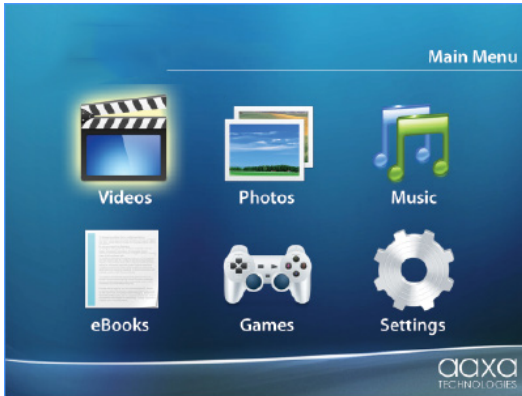 Main Menu
Videos
Photos
Music
eBooks
Games
Settings
aaxa
TECHNOLOGIES